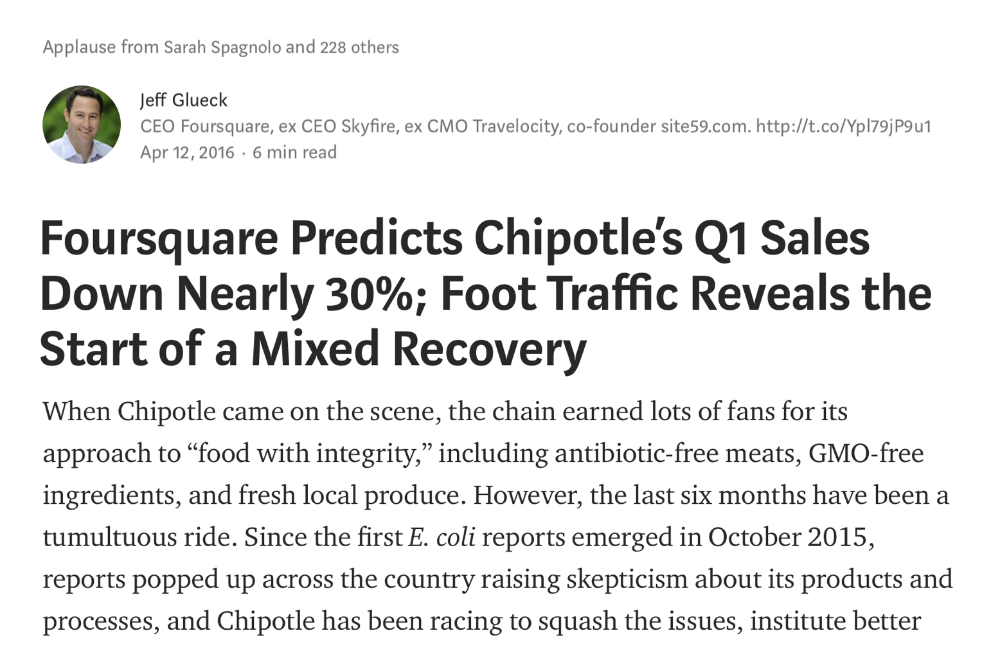 Applause from Sarah Spagnolo and 228 others
Jeff Glueck
CEO Foursquare, ex CEO Skyfire, ex CMO Travelocity, co-founder site59.com. http://t.co/Ypl79jP9u1
Apr 12, 2016 · 6 min read
Foursquare Predicts Chipotle’s Q1 Sales
Down Nearly 30%; Foot Traffic Reveals the
Start of a Mixed Recovery
When Chipotle came on the scene, the chain earned lots of fans for its
approach to “food with integrity,” including antibiotic-free meats, GMO-free
ingredients, and fresh local produce. However, the last six months have been a
tumultuous ride. Since the first E. coli reports emerged in October 2015,
reports popped up across the country raising skepticism about its products and
processes, and Chipotle has been racing to squash the issues, institute better